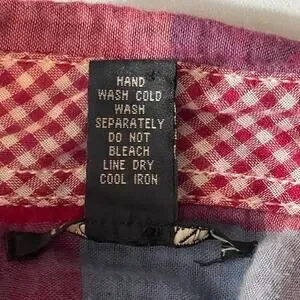 HAND
WASH COLD
WASH
SEPARATELY
DO NOT
BLEACH
LINE DRY
COOL IRON